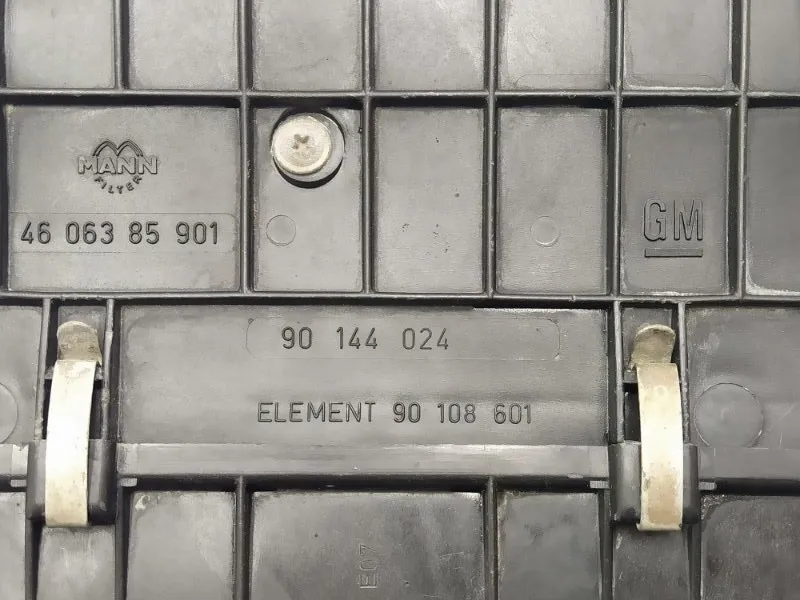 MANN
FILTER
46 063 85 901
GM
90 144 024
ELEMENT 90 108 601
E07